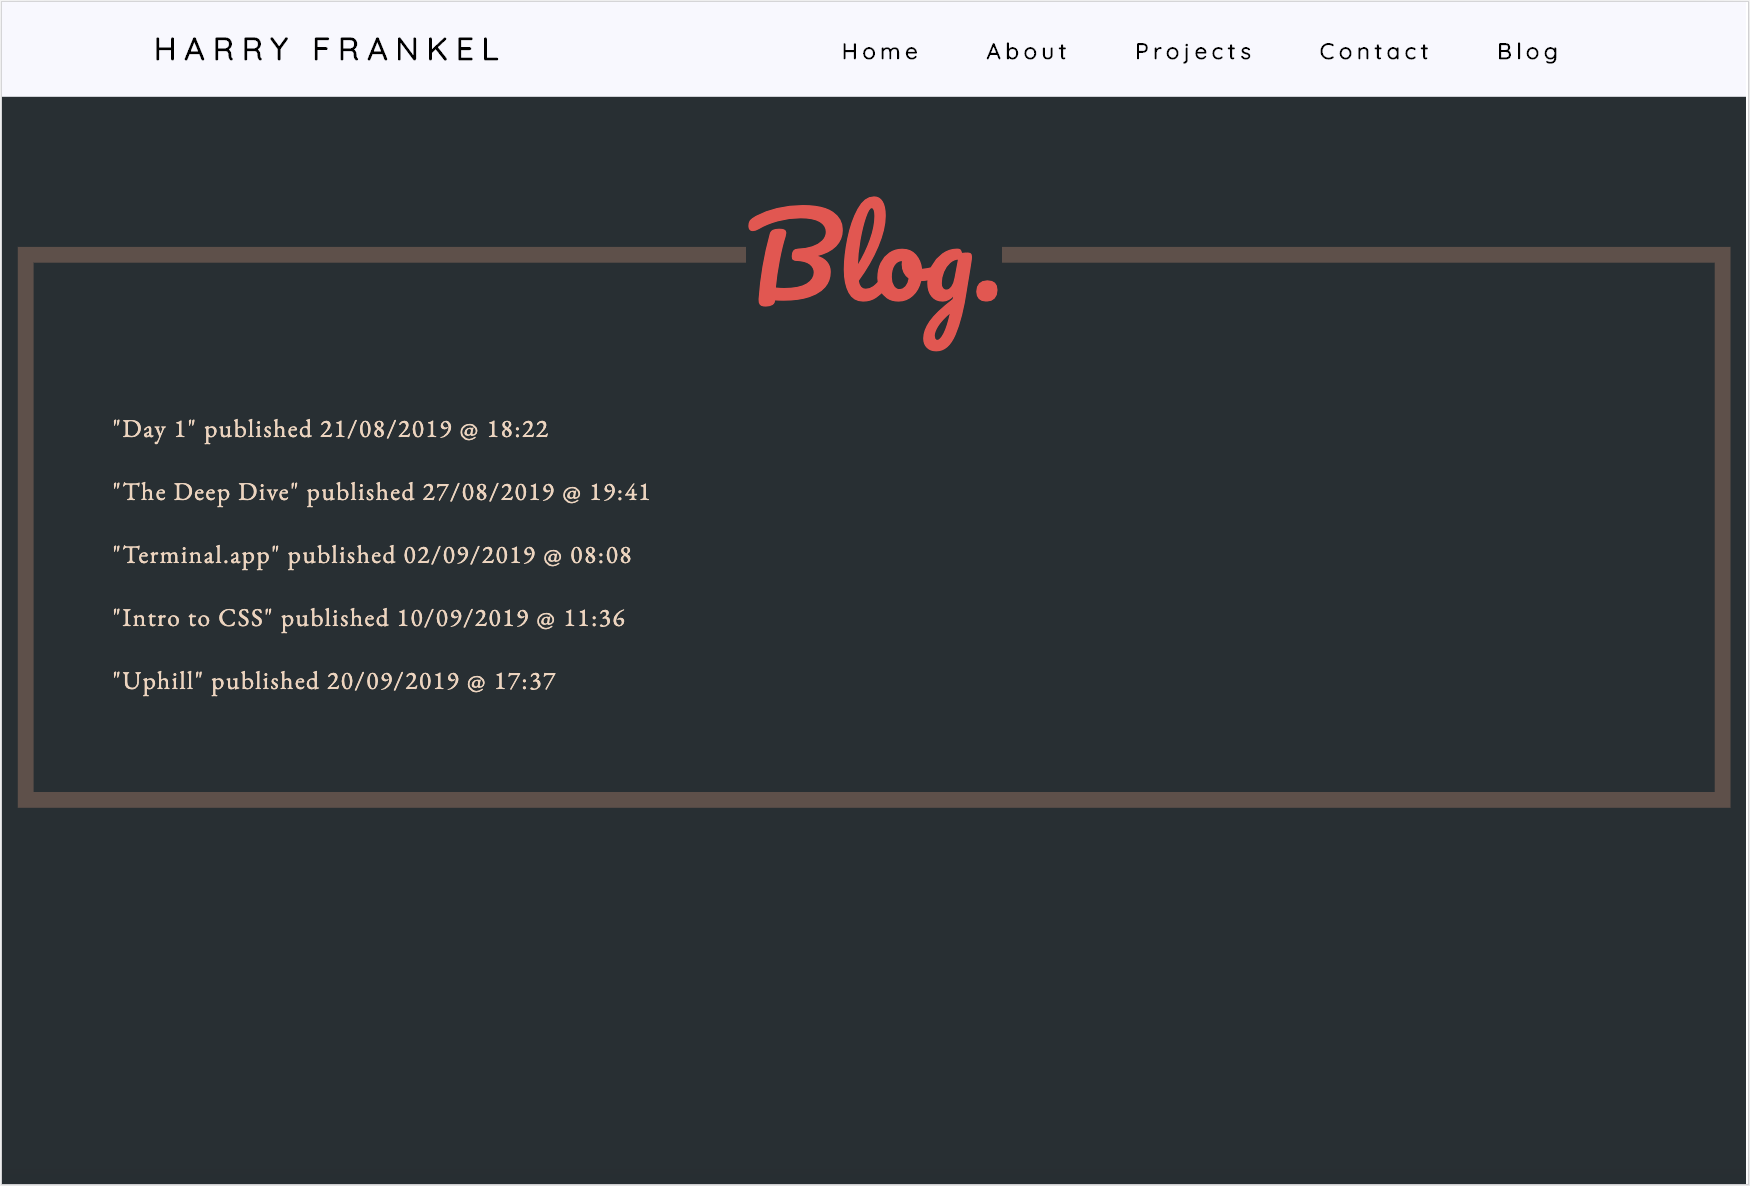 HARRY FRANKEL
Home About Projects Contact Blog
Blog.
"Day 1" published 21/08/2019 @ 18:22
"The Deep Dive" published 27/08/2019 @ 19:41
"Terminal.app" published 02/09/2019 @ 08:08
"Intro to CSS" published 10/09/2019 @ 11:36
"Uphill" published 20/09/2019 @ 17:37